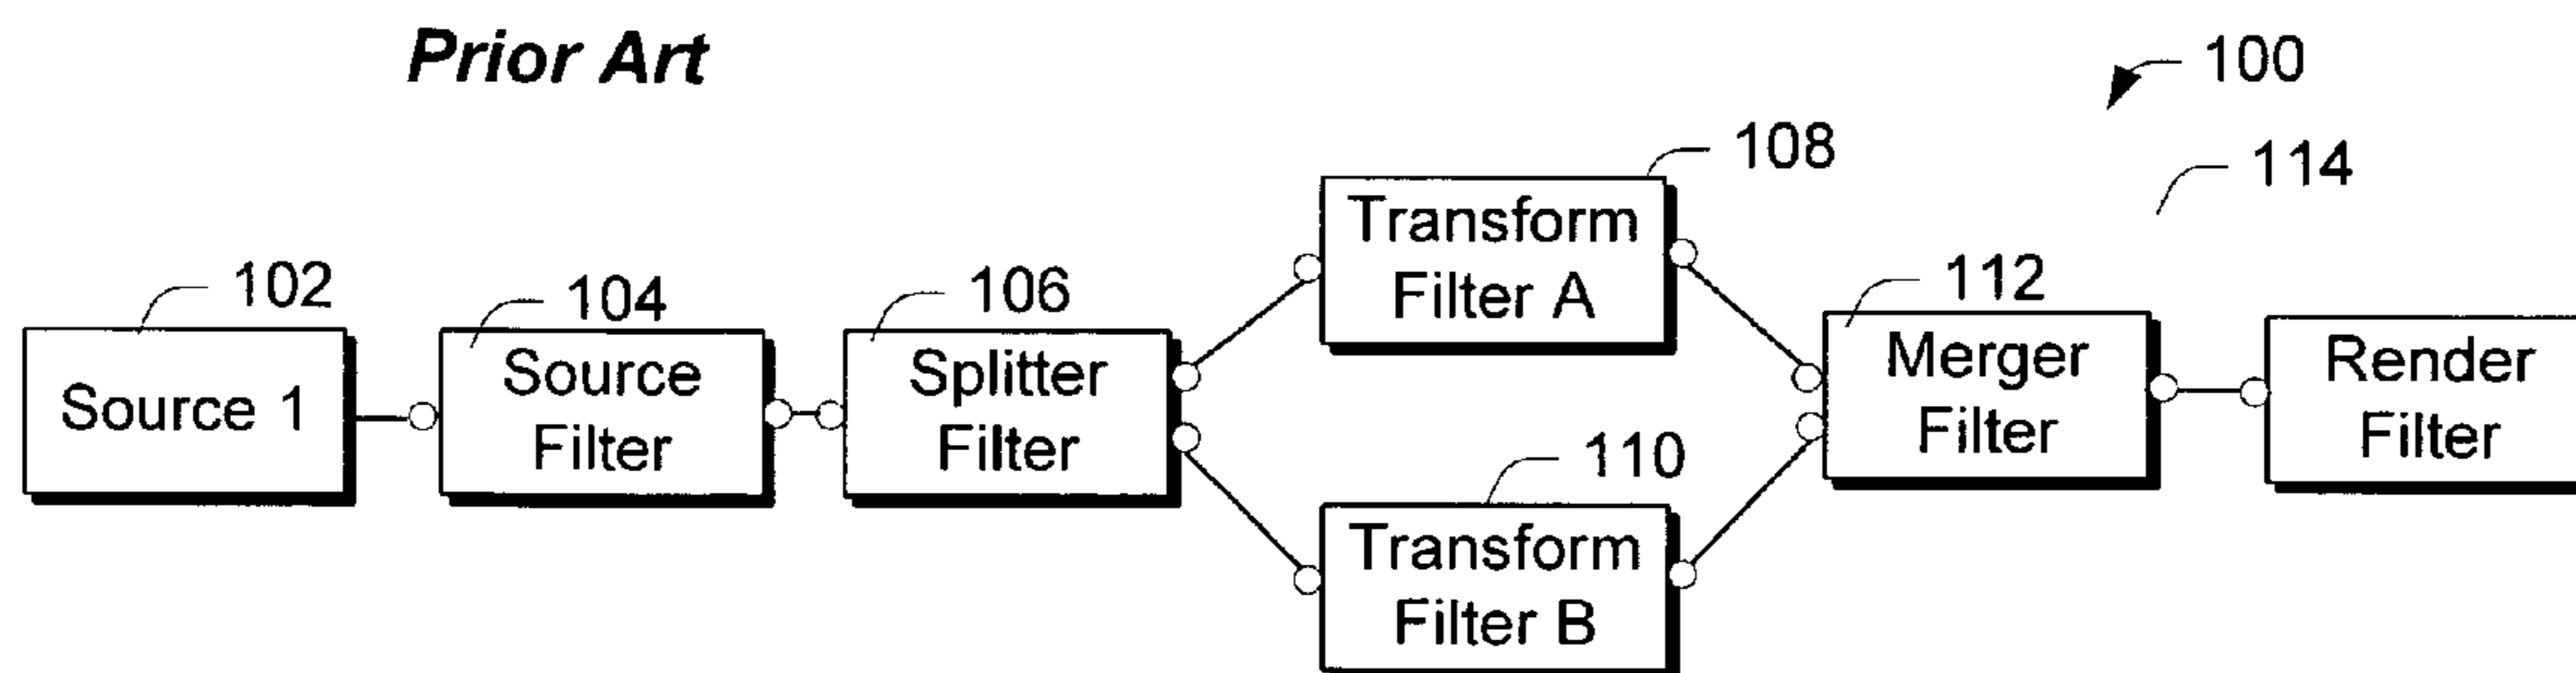 Prior Art
100
108
114
Transform
Filter A
102
104
106
112
Source 1
Source
Filter
Splitter
Filter
Merger
Filter
Render
Filter
110
Transform
Filter B